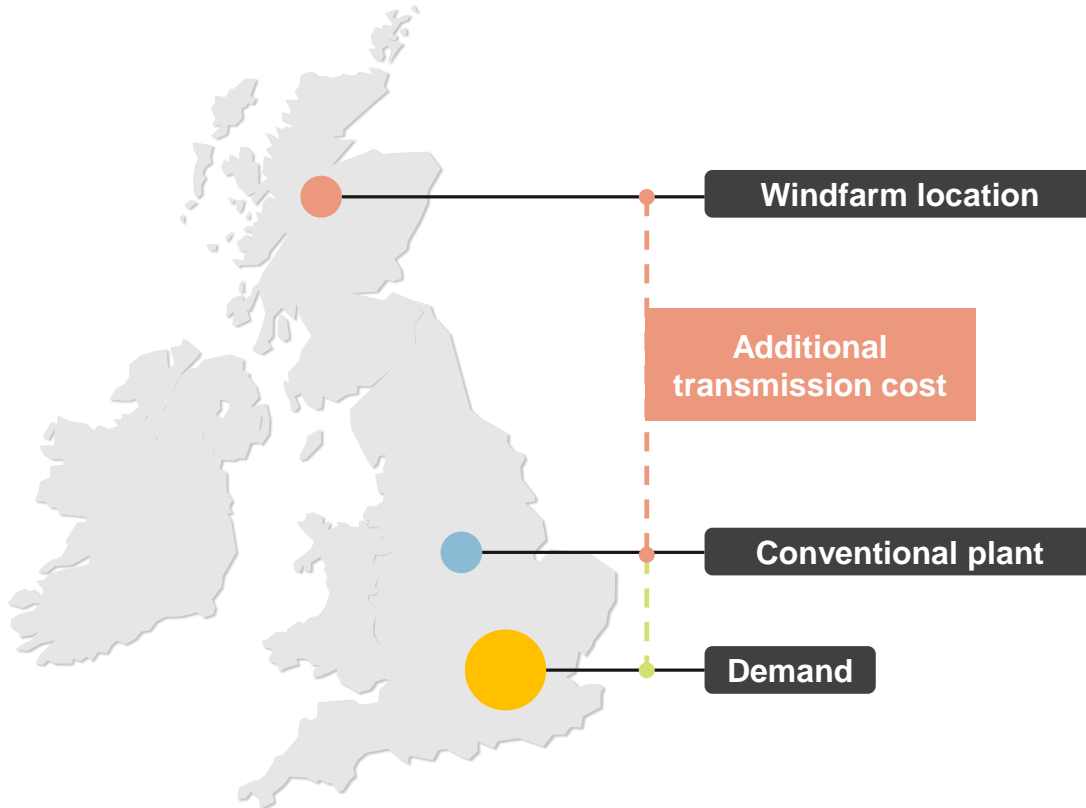 Windfarm location
Additional
transmission cost
Conventional plant
Demand